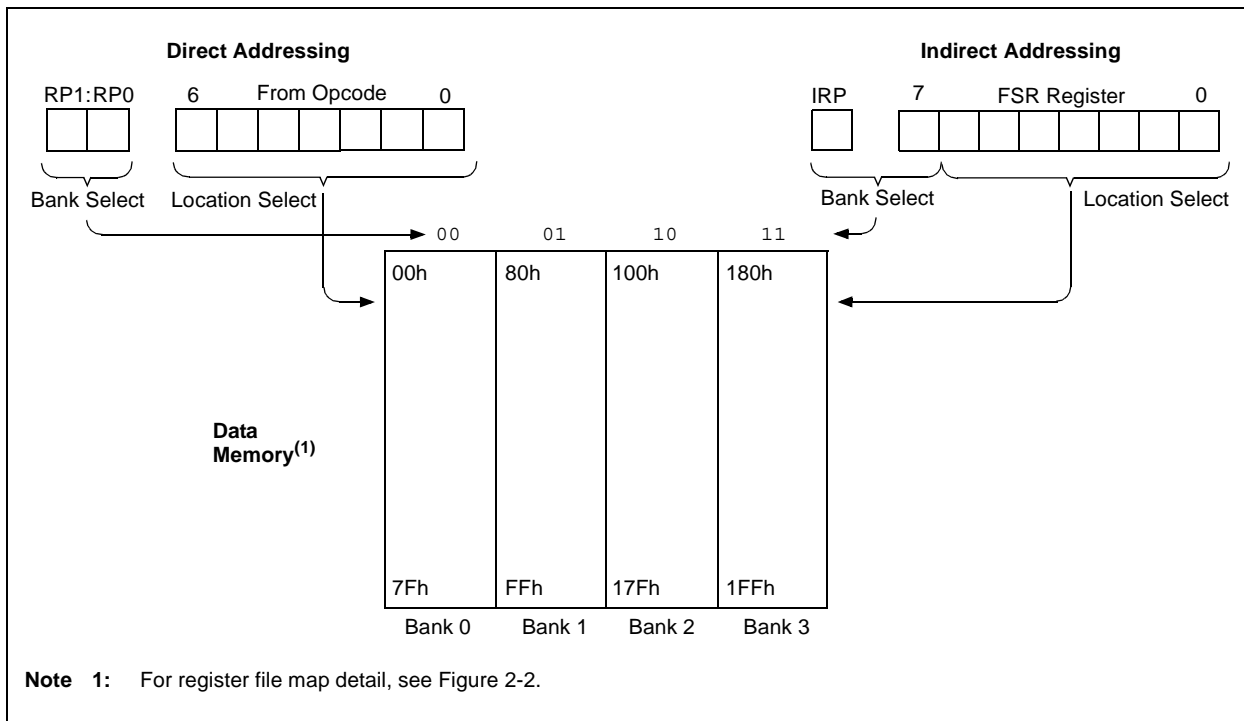 Direct Addressing
Indirect Addressing
RP1:RP0
6
From Opcode
0
IRP
7
FSR Register
0
Bank Select
Location Select
Bank Select
Location Select
00
01
10
11
00h
80h
100h
180h
Data
Memory(1)
7Fh
FFh
17Fh
1FFh
Bank 0
Bank 1
Bank 2
Bank 3
Note 1: For register file map detail, see Figure 2-2.